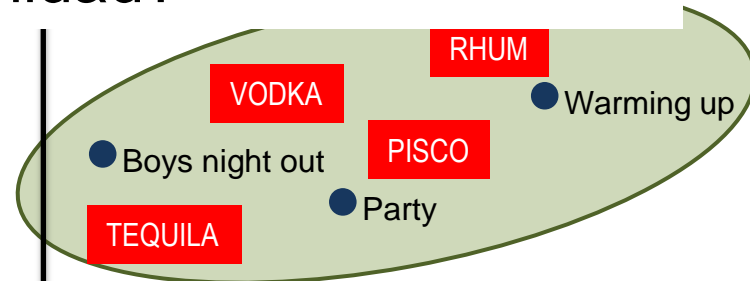 RHUM
VODKA
Warming up
PISCO
Boys night out
Party
TEQUILA